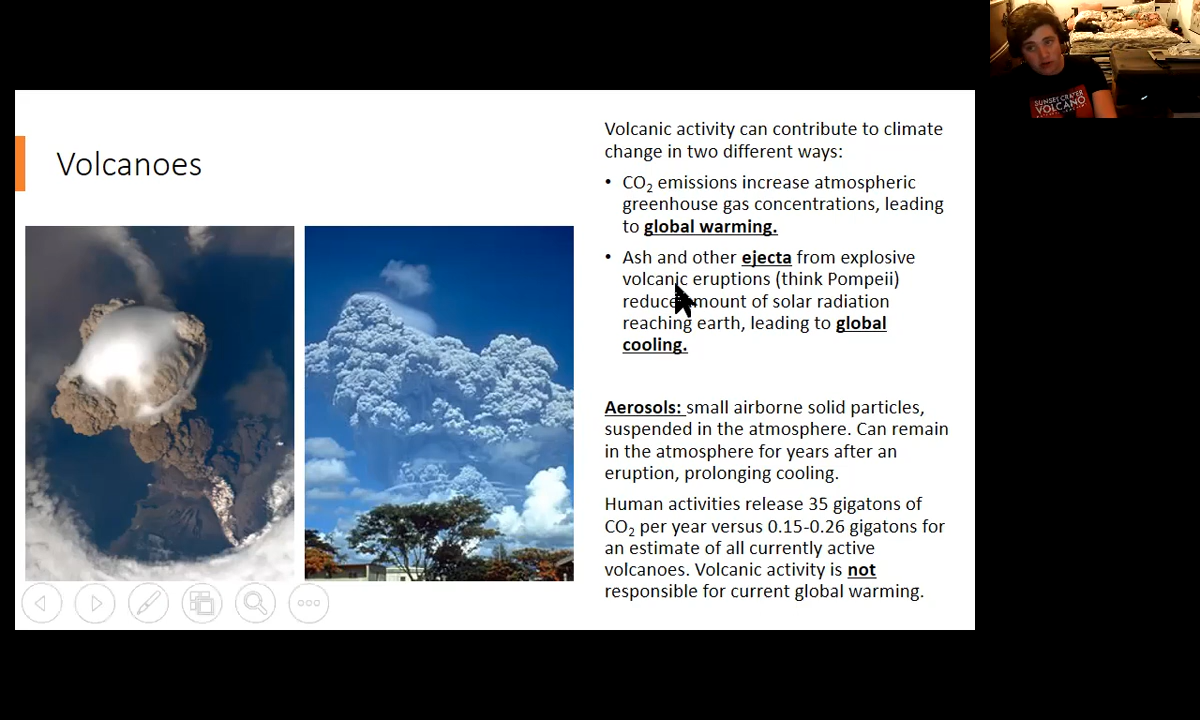 Volcanoes
Volcanic activity can contribute to climate
change in two different ways:
• CO₂ emissions increase atmospheric
greenhouse gas concentrations, leading
to global warming.
• Ash and other ejecta from explosive
volcanic eruptions (think Pompeii)
reduce amount of solar radiation
reaching earth, leading to global
cooling.
Aerosols: small airborne solid particles,
suspended in the atmosphere. Can remain
in the atmosphere for years after an
eruption, prolonging cooling.
Human activities release 35 gigatons of
CO₂ per year versus 0.15-0.26 gigatons for
an estimate of all currently active
volcanoes. Volcanic activity is not
responsible for current global warming.
SUNSET CRATER
VOLCANO